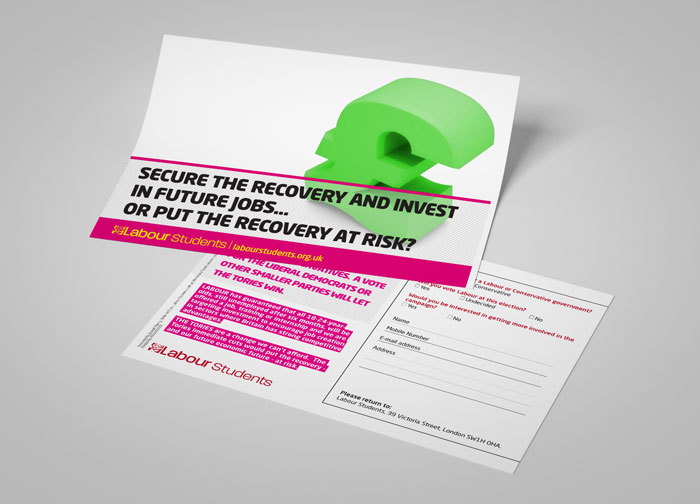 SECURE THE RECOVERY AND INVEST
IN FUTURE JOBS...
OR PUT THE RECOVERY AT RISK?
Labour Students | labourstudents.org.uk
A VOTE
FOR THE LIBERAL DEMOCRATS OR
OTHER SMALLER PARTIES WILL LET
THE TORIES WIN.
LABOUR has guaranteed that all 18-24-year-
olds, still unemployed after six months, will be
offered a job, training or internship and we are
targeting investment to encourage job creation
in sectors where Britain has strong competitive
advantages
THE TORIES are a change we can't afford. The
Tories immediate cuts would put the recovery -
and our future economic future - at risk
Labour Students
a Labour or Conservative government?
Conservative
you vote Labour at this election?
Yes
Undecided
No
Would you be interested in getting more involved in the
campaign?
Yes
No
Name
Mobile Number
E-mail address
Address
Please return to:
Labour Students, 39 Victoria Street, London SW1H 0HA.